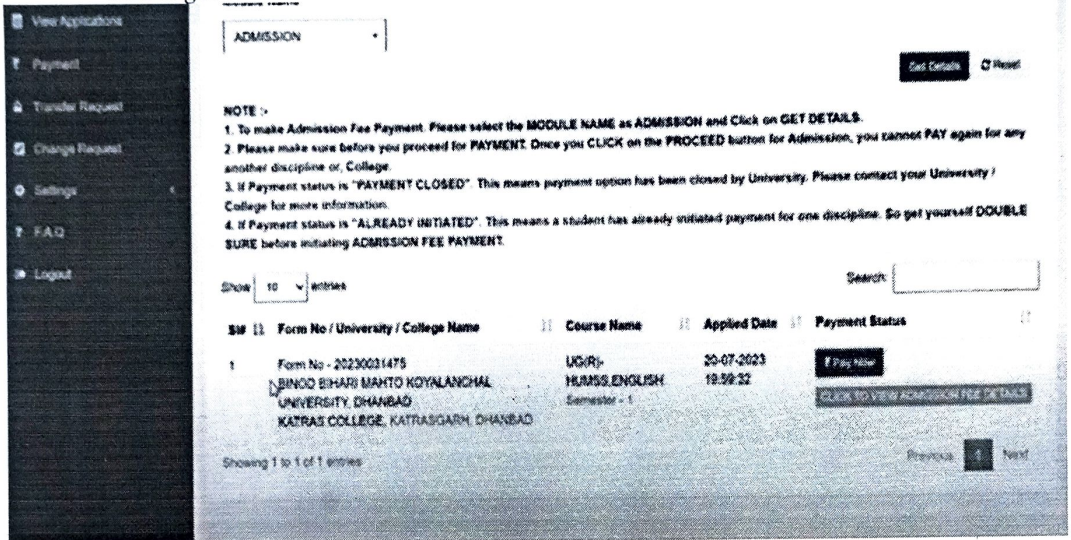 View Applications
Payment
Transfer Request
Change Request
Settings
F.A.Q
Logout
ADMISSION
Get Details Reset
NOTE :-
1. To make Admission Fee Payment. Please select the MODULE NAME as ADMISSION and Click on GET DETAILS.
2. Please make sure before you proceed for PAYMENT. Once you CLICK on the PROCEED button for Admission, you cannot PAY again for any
another discipline or, College.
3. If Payment status is "PAYMENT CLOSED". This means payment option has been closed by University. Please contact your University /
College for more information.
4. If Payment status is "ALREADY INITIATED". This means a student has already initiated payment for one discipline. So get yourself DOUBLE
SURE before initiating ADMISSION FEE PAYMENT.
Show 10 entries
Search:
Sl# Form No / University / College Name Course Name Applied Date Payment Status
1 Form No - 20230031475 UG(R)- 20-07-2023 Pay Now
BINOD BIHARI MAHTO KOYALANCHAL HUMSS,ENGLISH 19:59:32
UNIVERSITY, DHANBAD Semester - 1 CLICK TO VIEW ADMISSION FEE DETAILS
KATRAS COLLEGE, KATRASGARH, DHANBAD
Showing 1 to 1 of 1 entries
Previous 1 Next